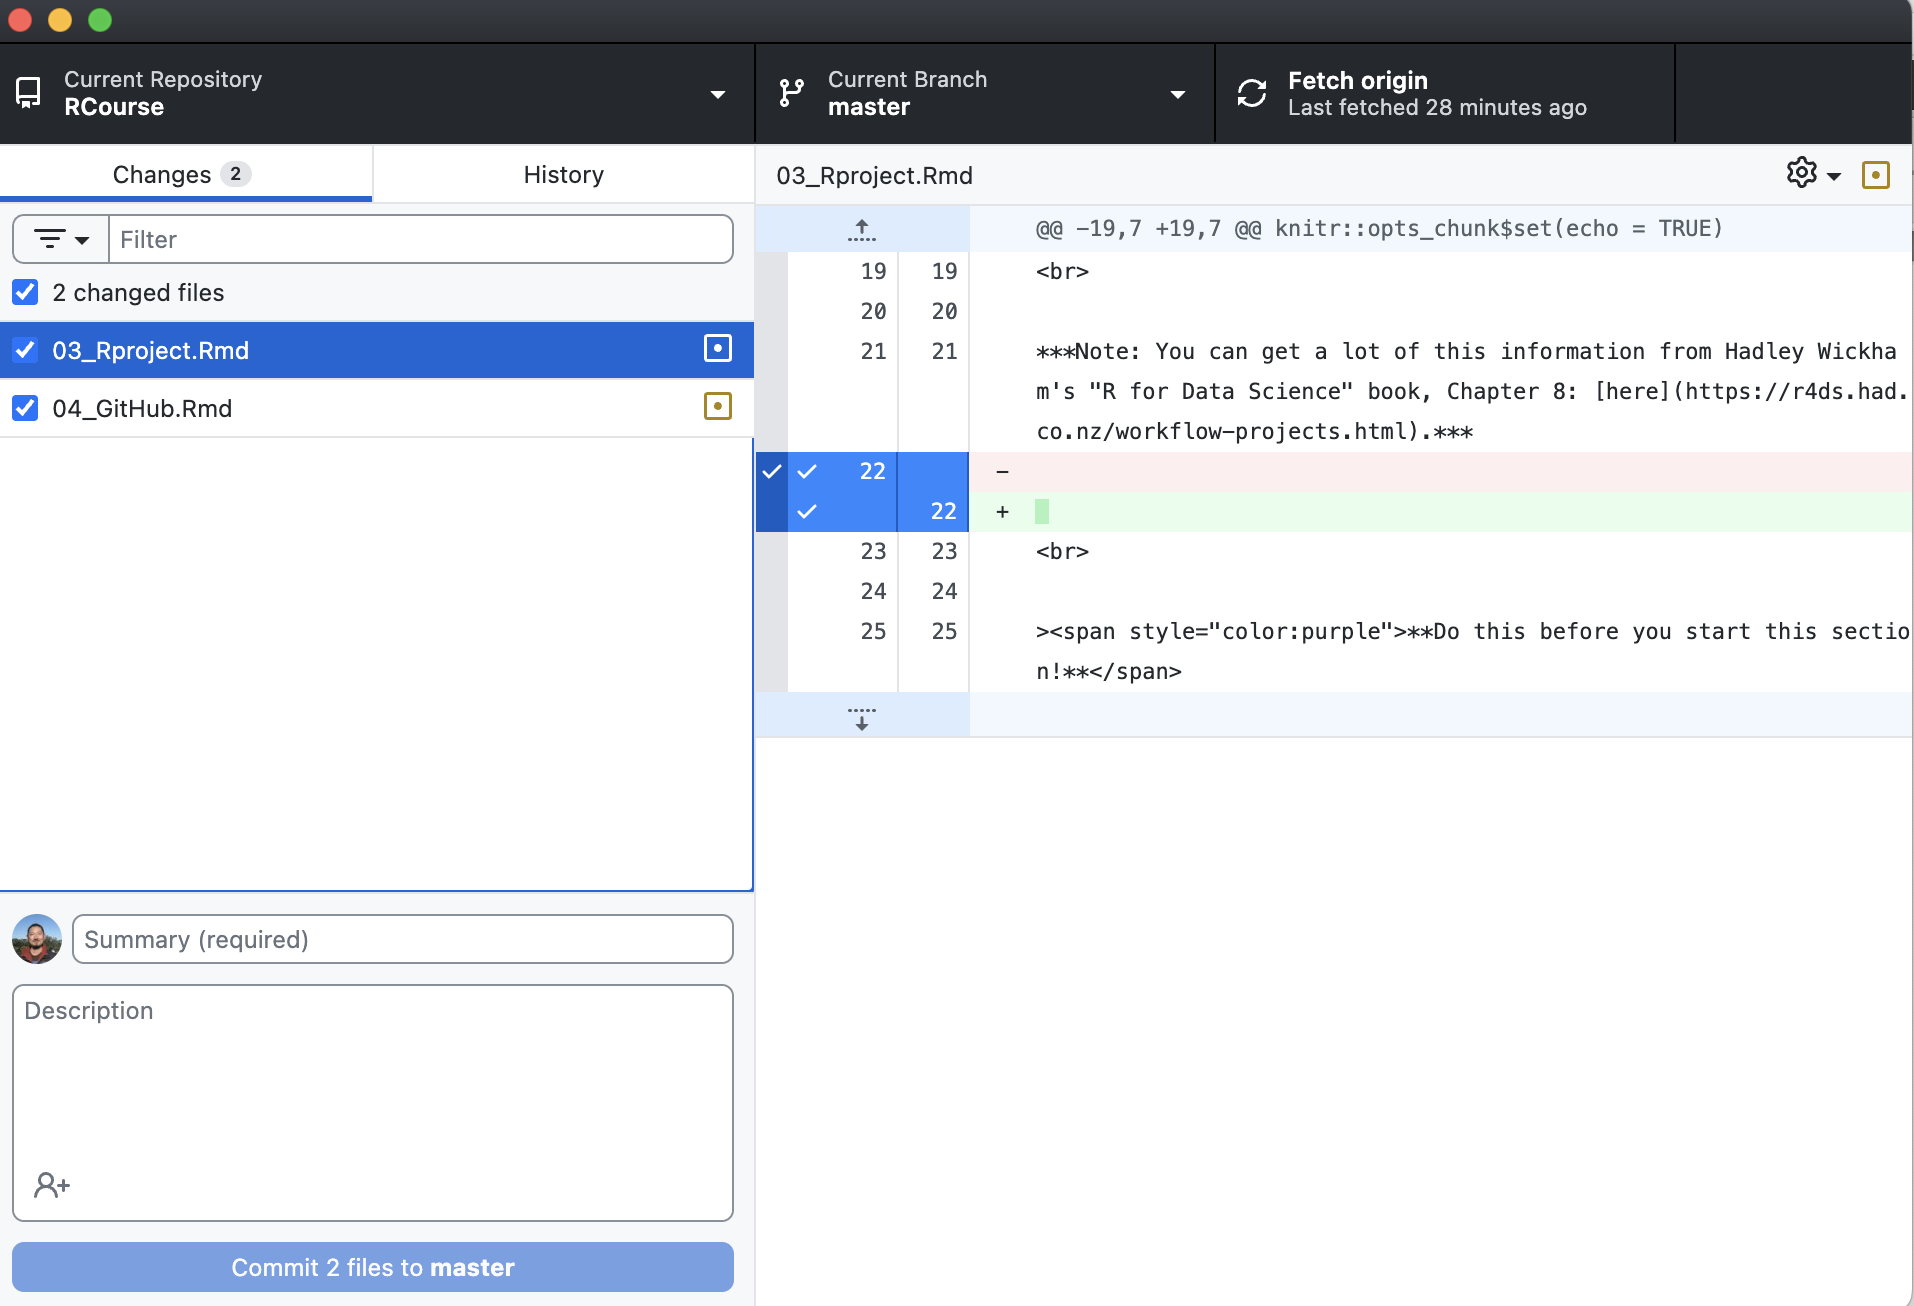 Current Repository
RCourse
Current Branch
master
Fetch origin
Last fetched 28 minutes ago
Changes 2
History
Filter
2 changed files
03_Rproject.Rmd
04_GitHub.Rmd
03_Rproject.Rmd
@@ -19,7 +19,7 @@ knitr::opts_chunk$set(echo = TRUE)
19 19 <br>
20 20
21 21 ***Note: You can get a lot of this information from Hadley Wickha
m's "R for Data Science" book, Chapter 8: [here](https://r4ds.had.
co.nz/workflow-projects.html).***
22 -
22 +
23 23 <br>
24 24
25 25 ><span style="color:purple">**Do this before you start this sectio
n!**</span>
Summary (required)
Description
Commit 2 files to master